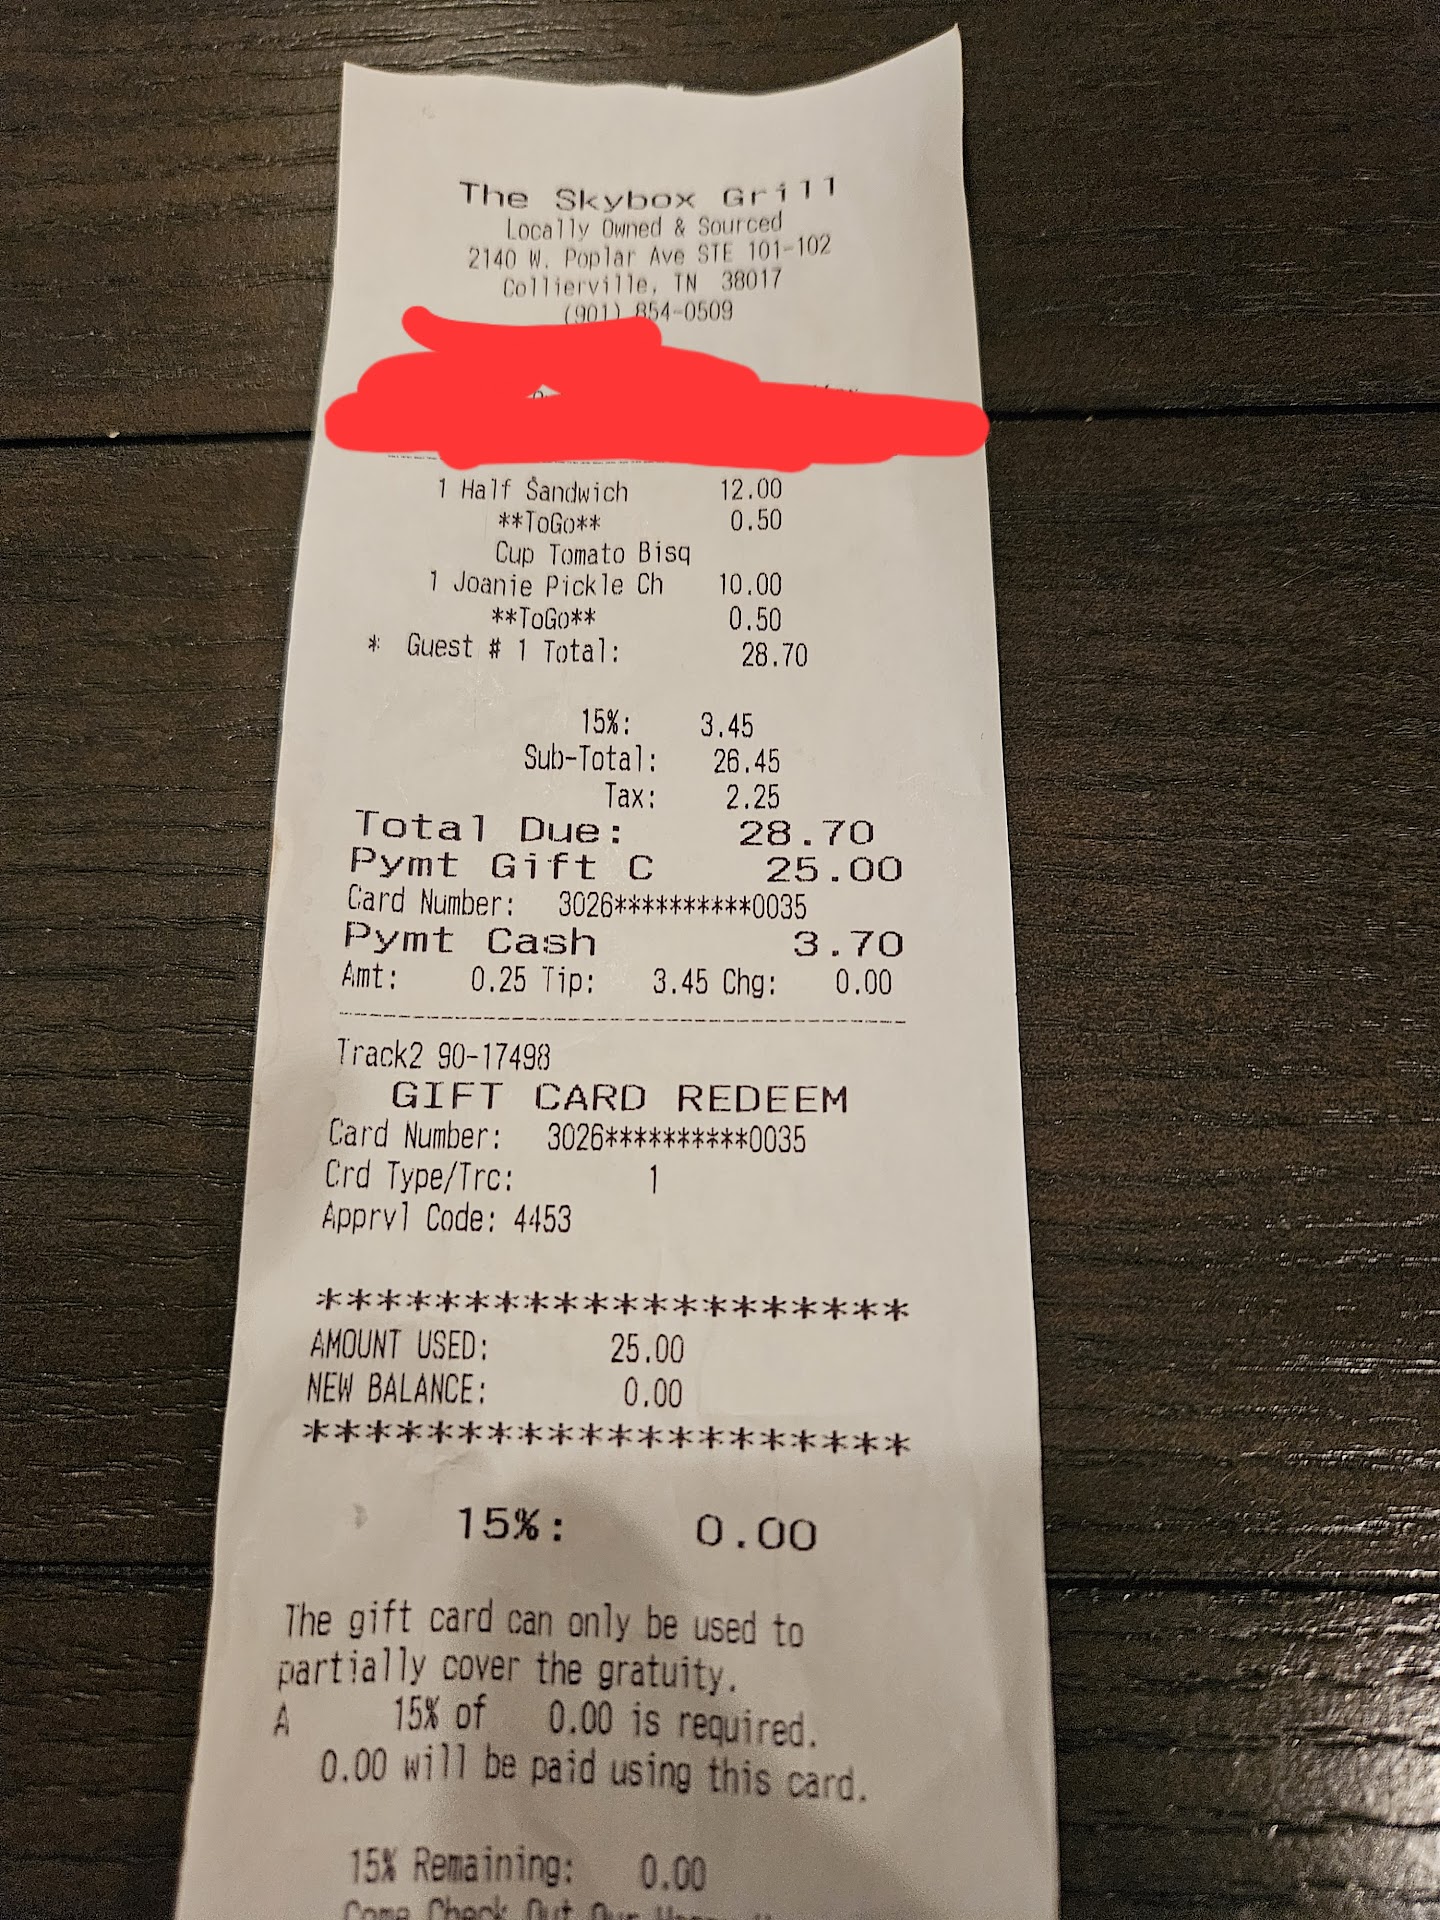 The Skybox Grill
Locally Owned & Sourced
2140 W. Poplar Ave STE 101-102
Collierville, TN 38017
(901) 854-0509
1 Half Sandwich 12.00
**ToGo** 0.50
Cup Tomato Bisq
1 Joanie Pickle Ch 10.00
**ToGo** 0.50
* Guest # 1 Total: 28.70
15%: 3.45
Sub-Total: 26.45
Tax: 2.25
Total Due: 28.70
Pymt Gift C 25.00
Card Number: 3026**********0035
Pymt Cash 3.70
Amt: 0.25 Tip: 3.45 Chg: 0.00
Track2 90-17498
GIFT CARD REDEEM
Card Number: 3026**********0035
Crd Type/Trc: 1
Apprvl Code: 4453
********************
AMOUNT USED: 25.00
NEW BALANCE: 0.00
********************
15%: 0.00
The gift card can only be used to
partially cover the gratuity.
A 15% of 0.00 is required.
0.00 will be paid using this card.
15% Remaining: 0.00
Come Check Out Our